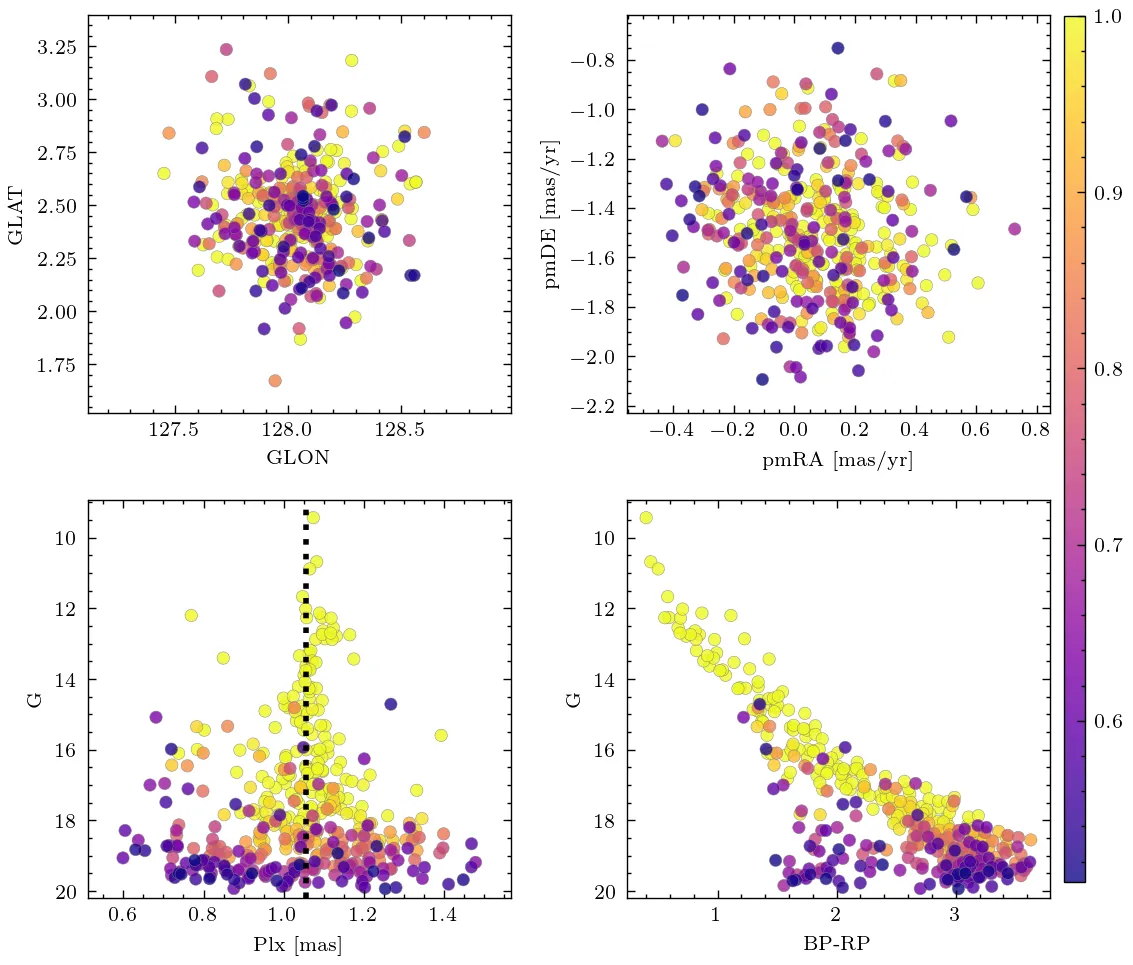 3.25
3.00
2.75
2.50
2.25
2.00
1.75
GLAT
127.5 128.0 128.5
GLON
−0.8
−1.0
−1.2
−1.4
−1.6
−1.8
−2.0
−2.2
pmDE [mas/yr]
−0.4 −0.2 0.0 0.2 0.4 0.6 0.8
pmRA [mas/yr]
1.0
0.9
0.8
0.7
0.6
10
12
14
16
18
20
G
0.6 0.8 1.0 1.2 1.4
Plx [mas]
10
12
14
16
18
20
G
1 2 3
BP-RP